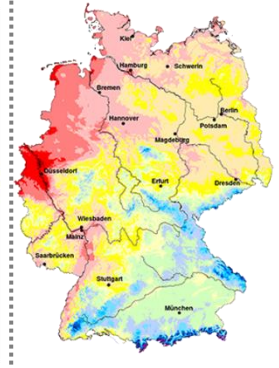 Kiel
Hamburg
Schwerin
Bremen
Berlin
Hannover
Potsdam
Magdeburg
Düsseldorf
Erfurt
Dresden
Wiesbaden
Mainz
Saarbrücken
Stuttgart
München